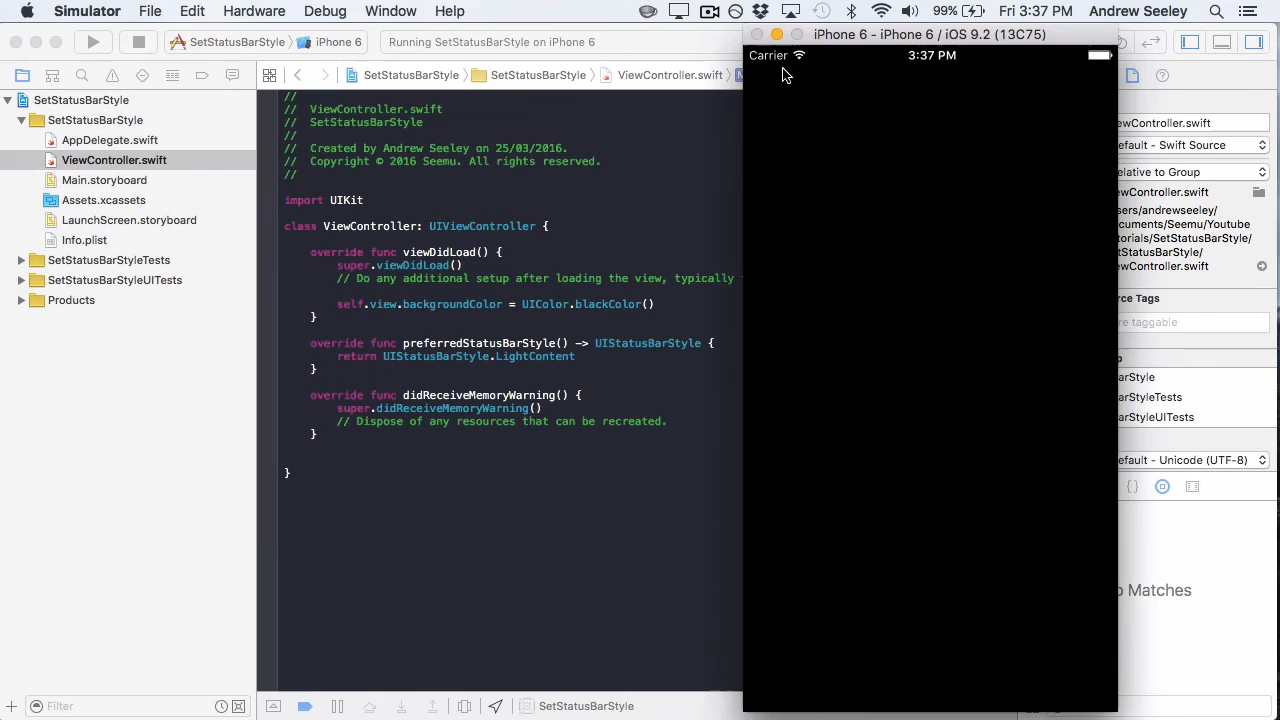 Simulator File Edit Hardware Debug Window Help 99% Fri 3:37 PM Andrew Seeley
SetStatusBarStyle iPhone 6 Running SetStatusBarStyle on iPhone 6
iPhone 6 - iPhone 6 / iOS 9.2 (13C75)
Carrier 3:37 PM
SetStatusBarStyle SetStatusBarStyle ViewController.swift
SetStatusBarStyle
SetStatusBarStyle
AppDelegate.swift
ViewController.swift
Main.storyboard
Assets.xcassets
LaunchScreen.storyboard
Info.plist
SetStatusBarStyleTests
SetStatusBarStyleUITests
Products
Filter
//
// ViewController.swift
// SetStatusBarStyle
//
// Created by Andrew Seeley on 25/03/2016.
// Copyright © 2016 Seemu. All rights reserved.
//
import UIKit
class ViewController: UIViewController {
override func viewDidLoad() {
super.viewDidLoad()
// Do any additional setup after loading the view, typically
self.view.backgroundColor = UIColor.blackColor()
}
override func preferredStatusBarStyle() -> UIStatusBarStyle {
return UIStatusBarStyle.LightContent
}
override func didReceiveMemoryWarning() {
super.didReceiveMemoryWarning()
// Dispose of any resources that can be recreated.
}
}
SetStatusBarStyle
ewController.swift
efault - Swift Source
elative to Group
ewController.swift
sers/andrewseeley/
ocuments/Seemu/Youtube
torials/SetStatusBarStyle/
tStatusBarStyle/
ewController.swift
urce Tags
re taggable
arStyle
arStyleTests
arStyleUITests
efault - Unicode (UTF-8)
{ }
o Matches